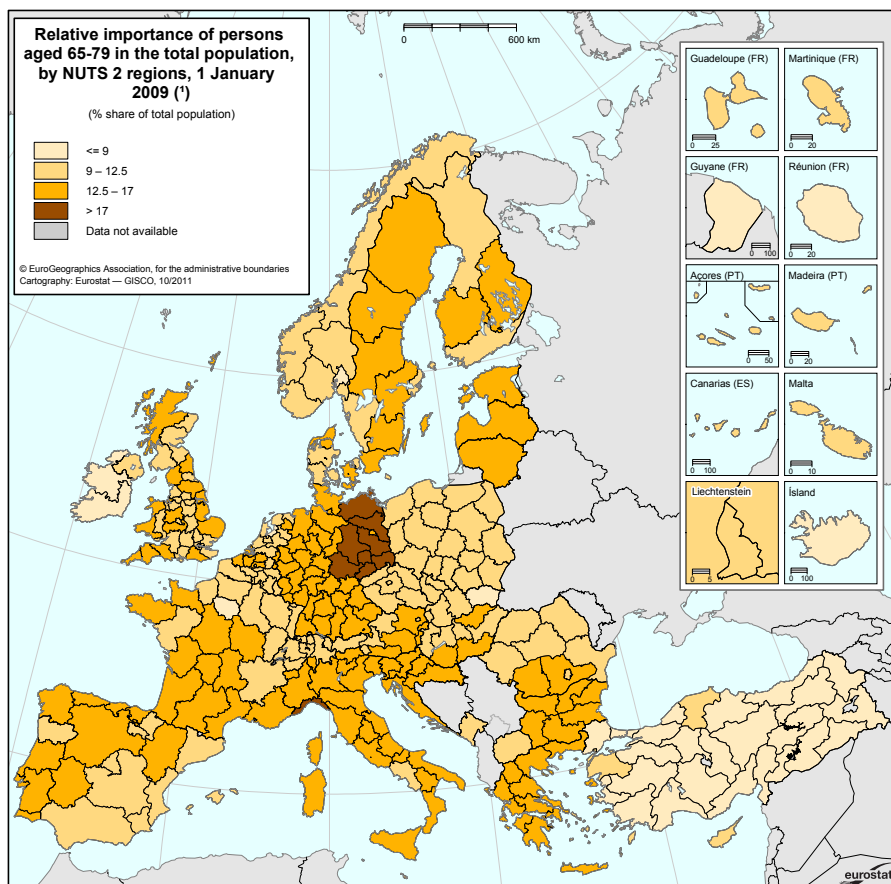 Relative importance of persons
aged 65-79 in the total population,
by NUTS 2 regions, 1 January
2009 (¹)
(% share of total population)
<= 9
9 – 12.5
12.5 – 17
> 17
Data not available
© EuroGeographics Association, for the administrative boundaries
Cartography: Eurostat — GISCO, 10/2011
0 600 km
Guadeloupe (FR)
0 25
Martinique (FR)
0 20
Guyane (FR)
0 100
Réunion (FR)
0 20
Açores (PT)
0 50
Madeira (PT)
0 20
Canarias (ES)
0 100
Malta
0 10
Liechtenstein
0 5
Ísland
0 100
eurostat